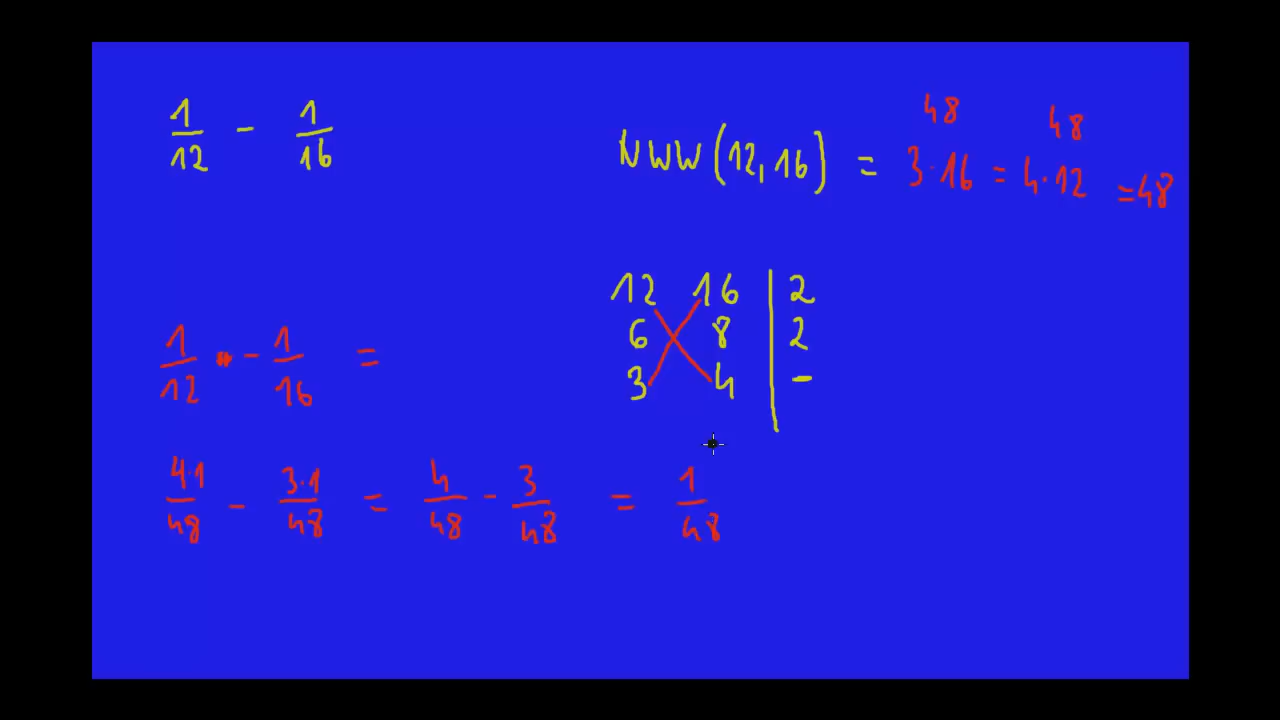 1/12 - 1/16
48 48
NWW(12,16) = 3·16 = 4·12 =48
12 16 | 2
6 8 | 2
3 4 | -
1/12 - 1/16 =
4·1/48 - 3·1/48 = 4/48 - 3/48 = 1/48